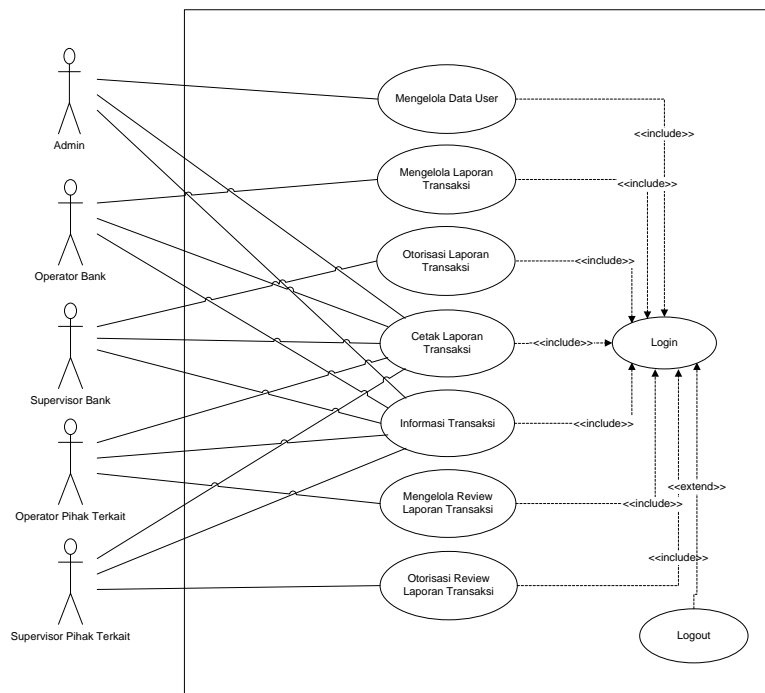 Admin
Operator Bank
Supervisor Bank
Operator Pihak Terkait
Supervisor Pihak Terkait
Mengelola Data User
Mengelola Laporan
Transaksi
Otorisasi Laporan
Transaksi
Cetak Laporan
Transaksi
Informasi Transaksi
Mengelola Review
Laporan Transaksi
Otorisasi Review
Laporan Transaksi
<<include>>
<<include>>
<<include>>
<<include>>
<<include>>
<<include>>
<<include>>
<<extend>>
Login
Logout